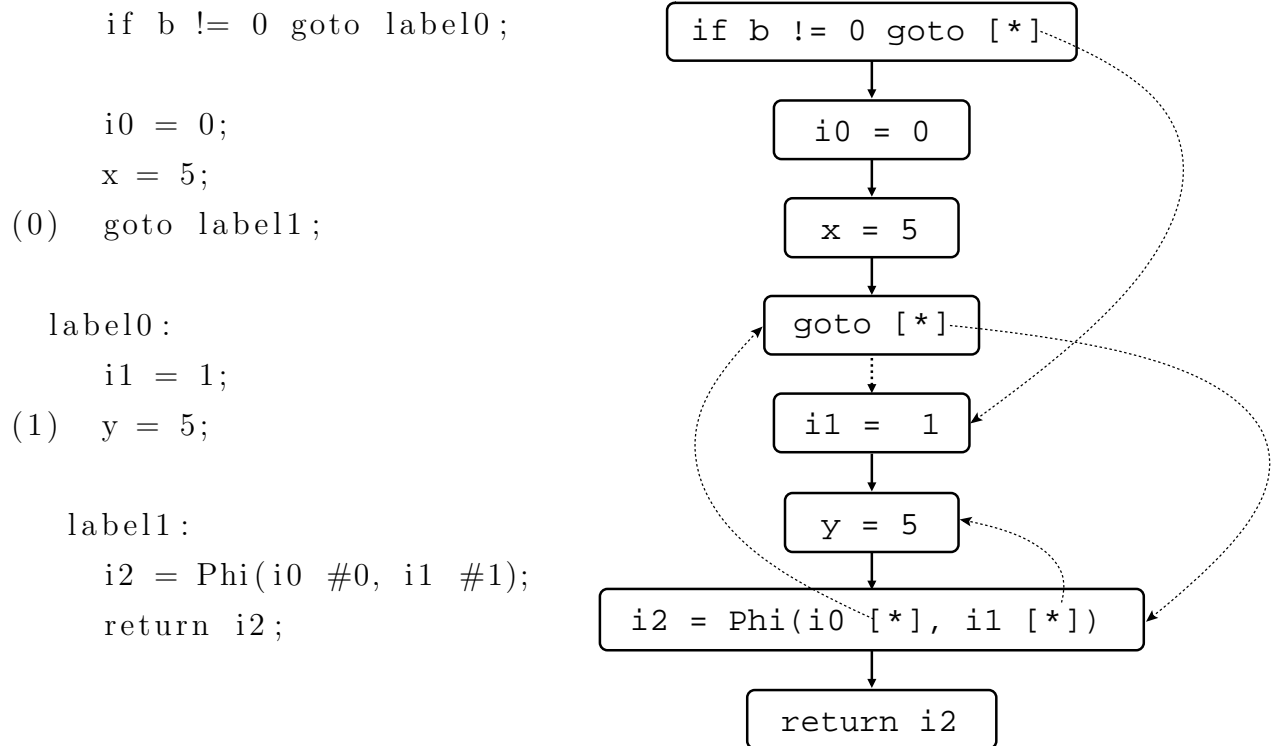 if b != 0 goto label0;
i0 = 0;
x = 5;
(0) goto label1;
label0:
i1 = 1;
(1) y = 5;
label1:
i2 = Phi(i0 #0, i1 #1);
return i2;
if b != 0 goto [*]
i0 = 0
x = 5
goto [*]
i1 = 1
y = 5
i2 = Phi(i0 [*], i1 [*])
return i2